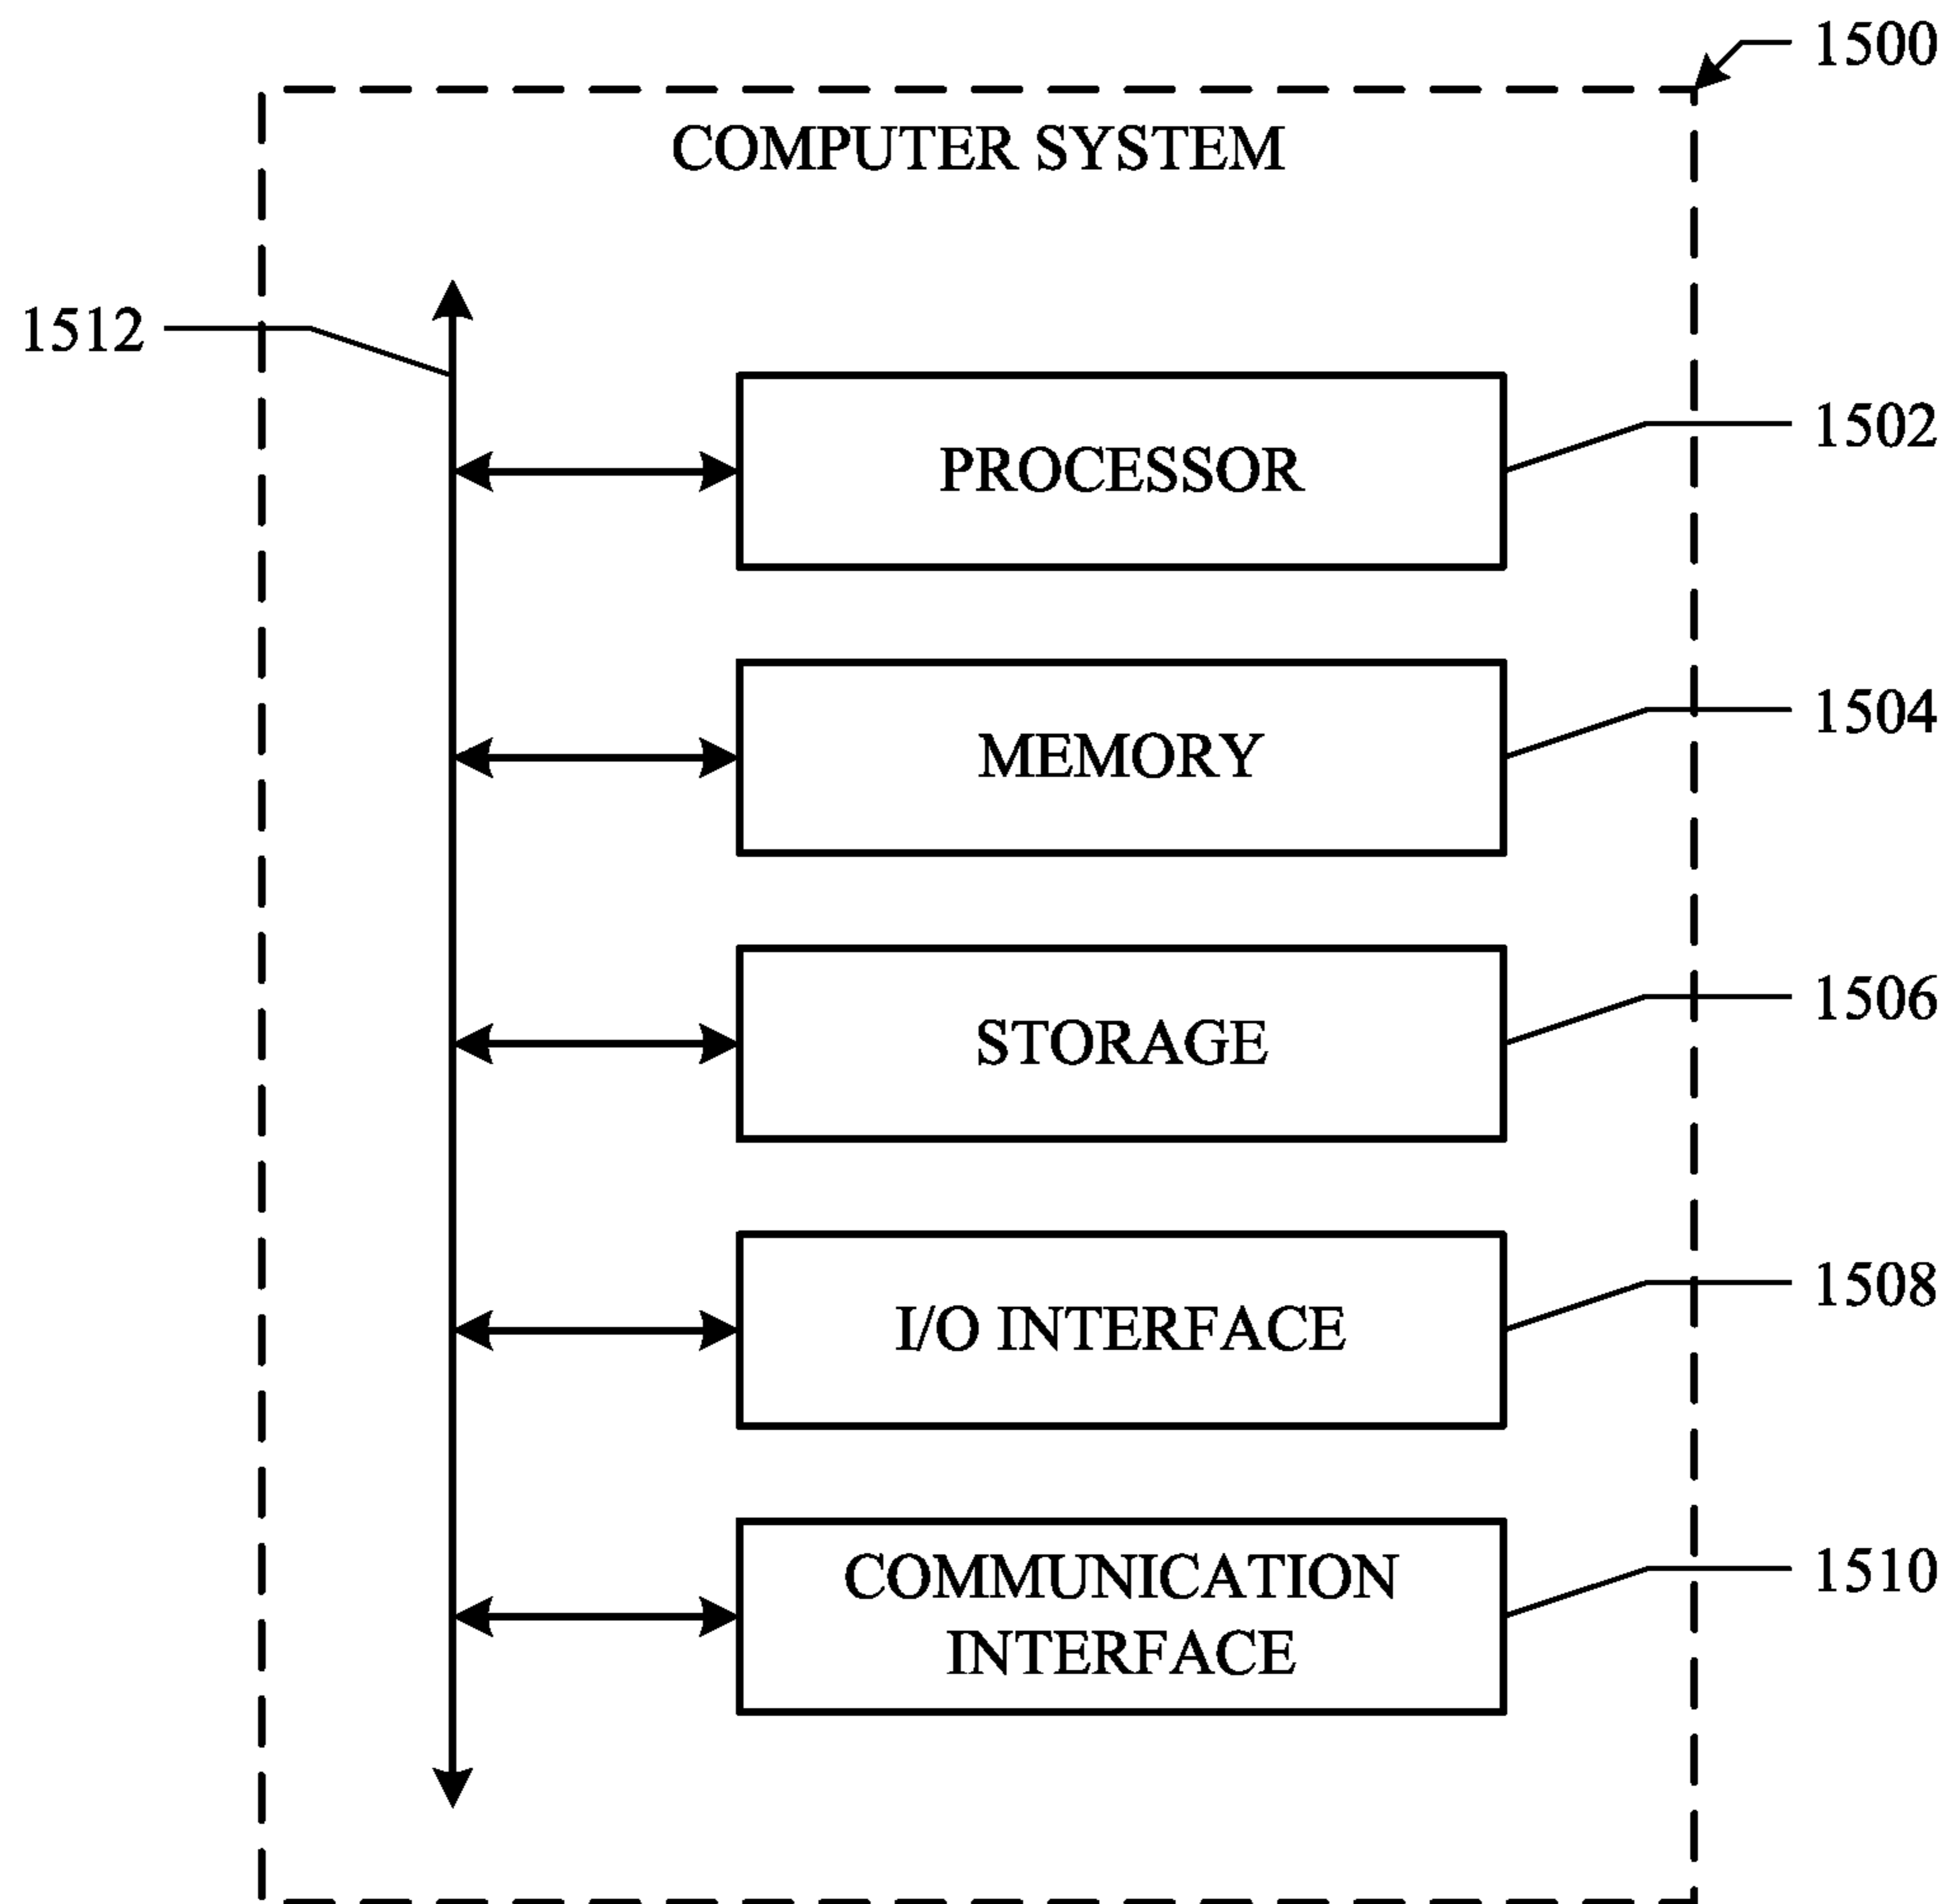 1500
COMPUTER SYSTEM
1512
PROCESSOR
1502
MEMORY
1504
STORAGE
1506
I/O INTERFACE
1508
COMMUNICATION
INTERFACE
1510